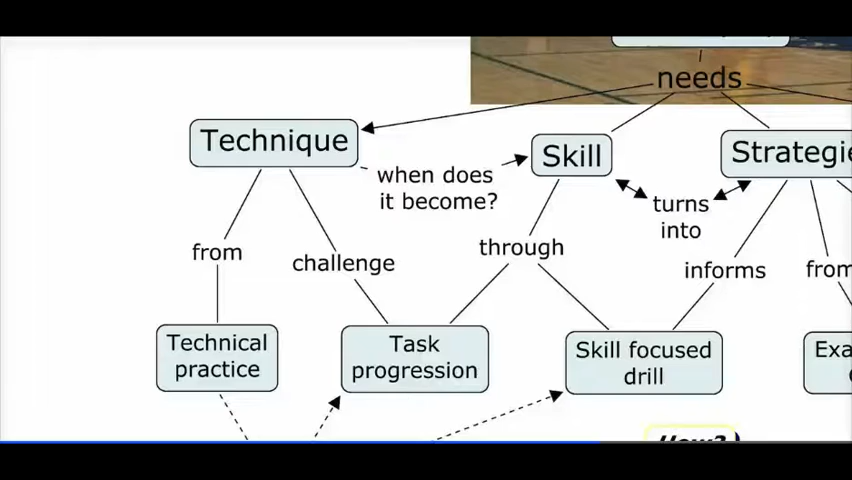 needs
Technique
Skill
Strategie
when does
it become?
turns
into
from
challenge
through
informs
from
Technical
practice
Task
progression
Skill focused
drill
Exa
How?